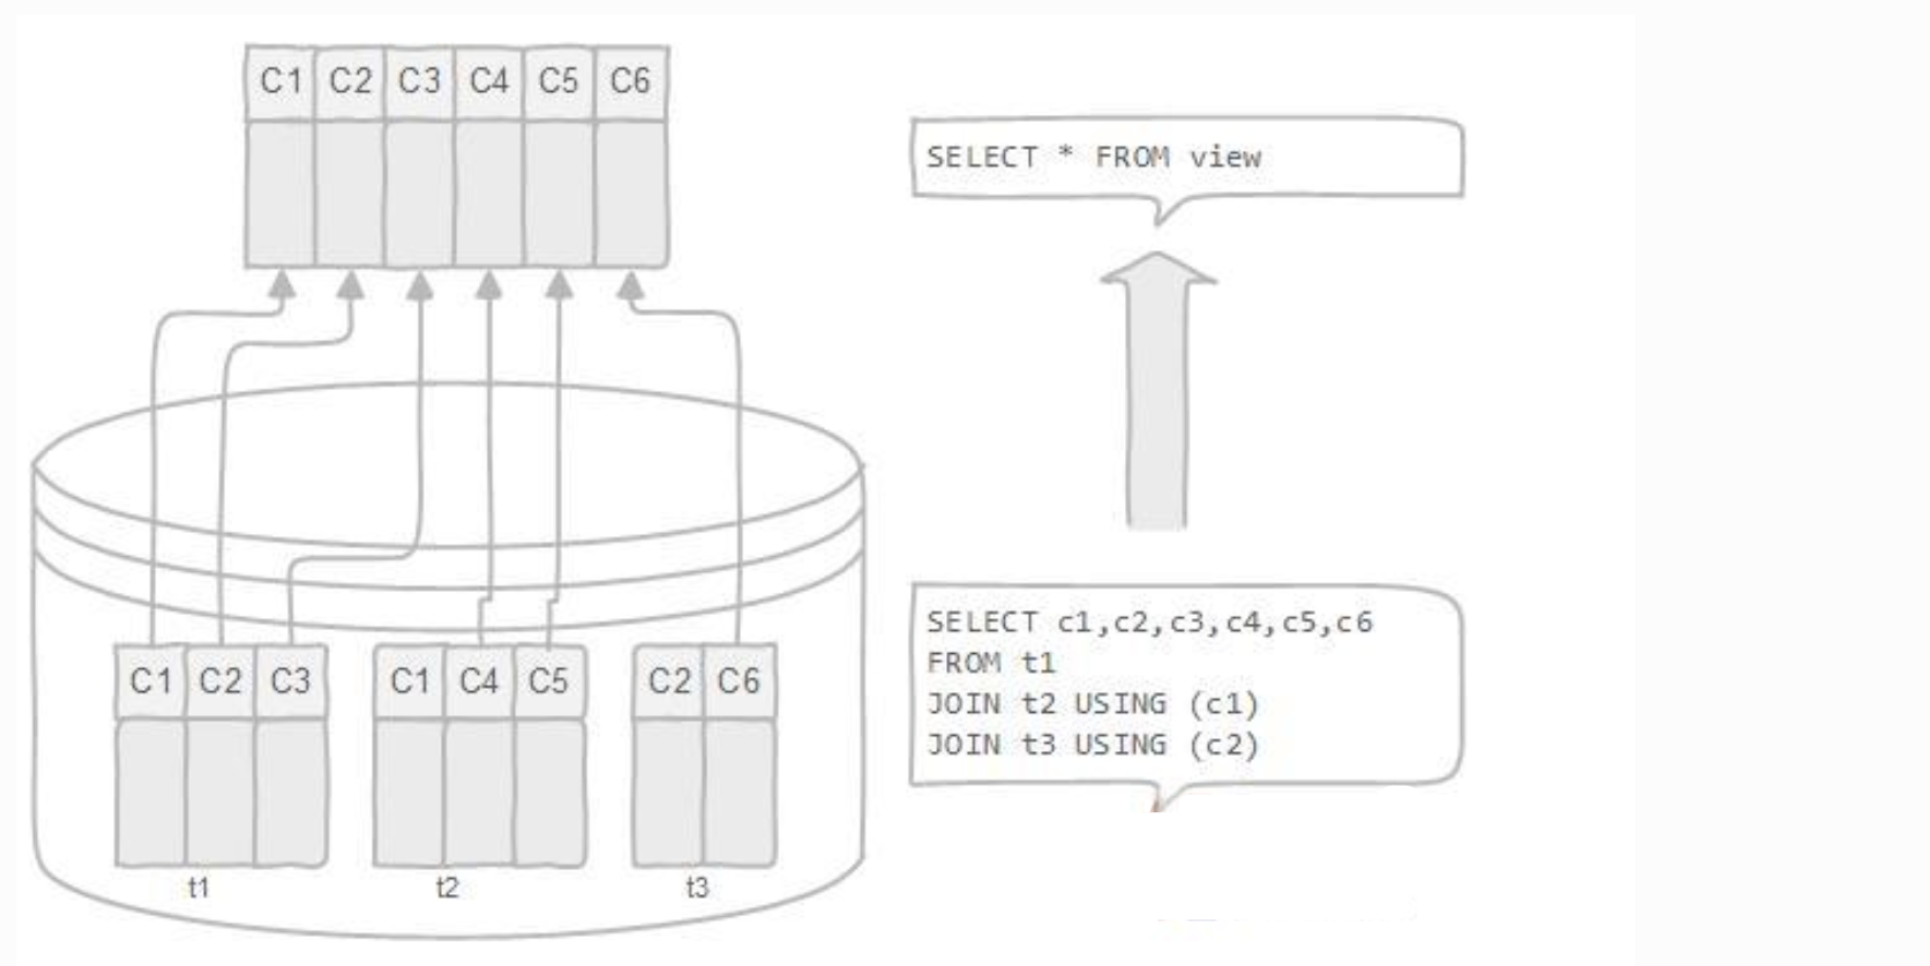 C1 C2 C3 C4 C5 C6
SELECT * FROM view
SELECT c1,c2,c3,c4,c5,c6
FROM t1
JOIN t2 USING (c1)
JOIN t3 USING (c2)
C1 C2 C3
C1 C4 C5
C2 C6
t1
t2
t3